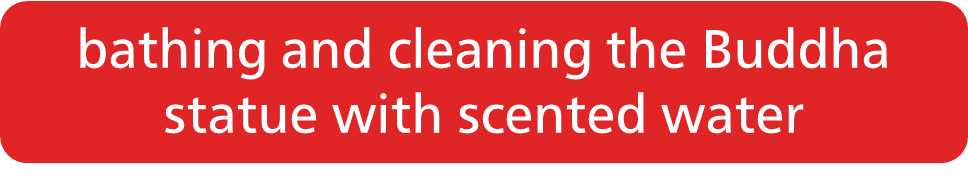 bathing and cleaning the Buddha
statue with scented water